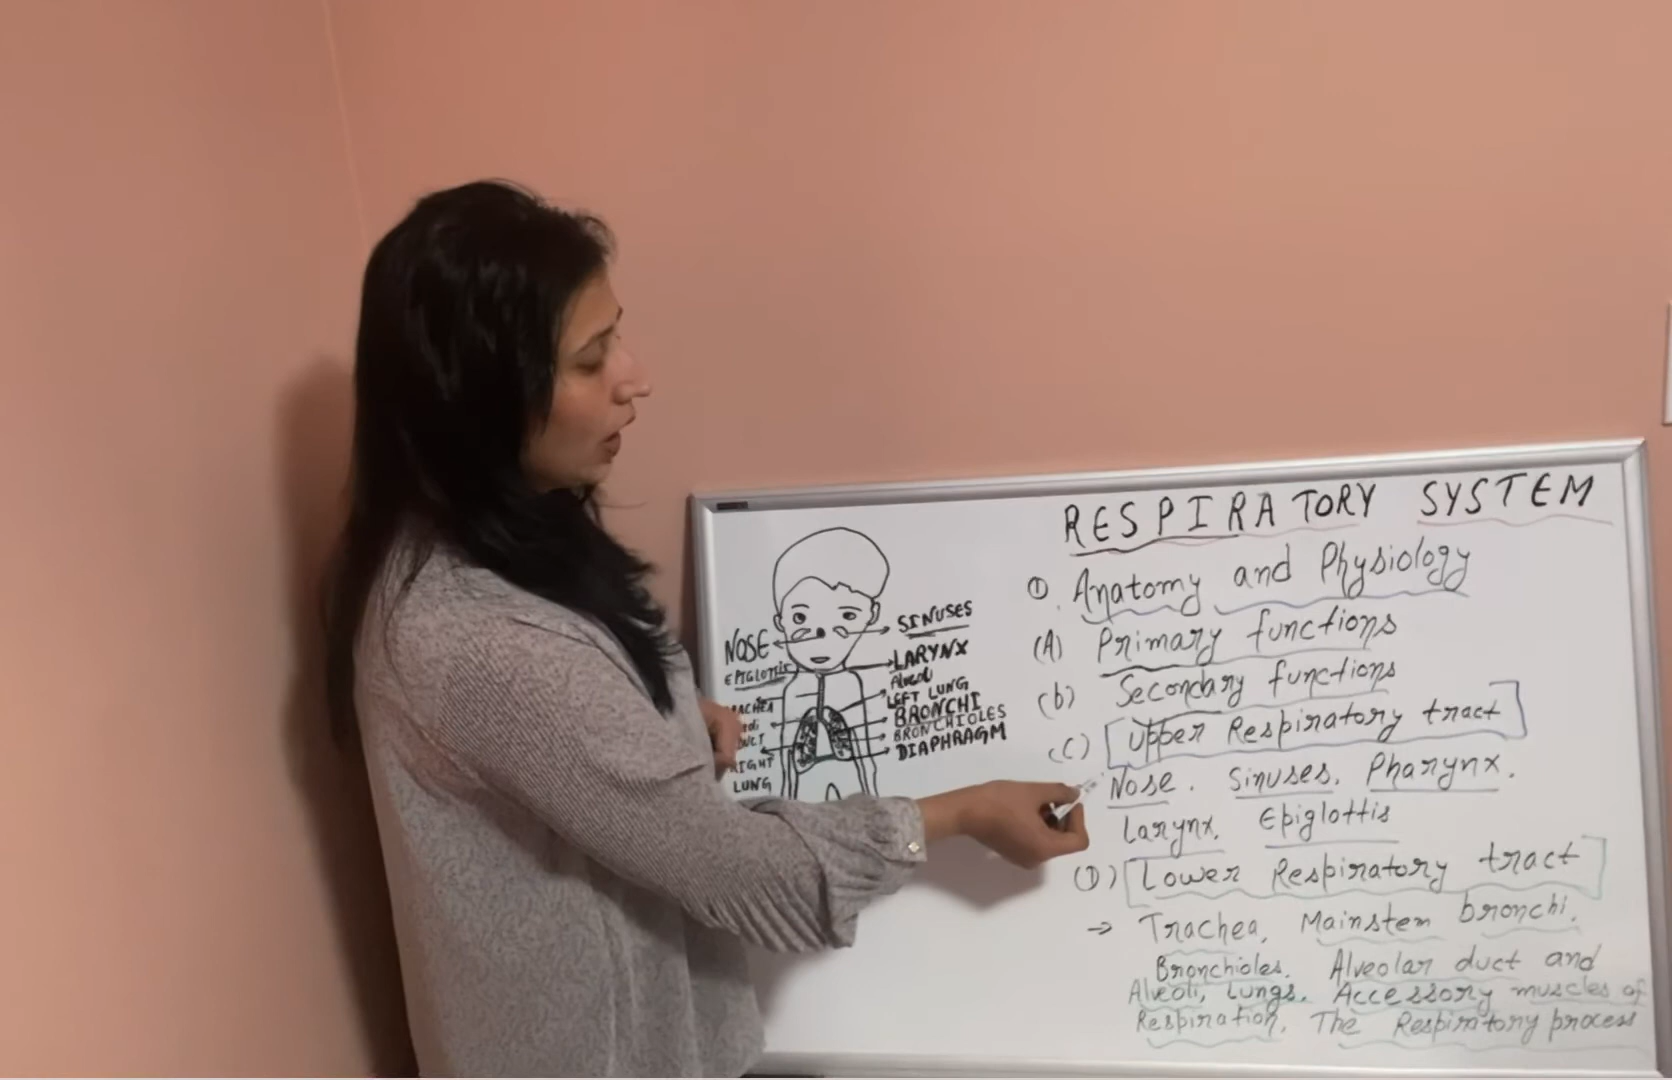 RESPIRATORY SYSTEM
① Anatomy and Physiology
(A) Primary functions
(b) Secondary functions
(C) Upper Respiratory tract
Nose. Sinuses. Pharynx.
Larynx. Epiglottis
(D) Lower Respiratory tract
→ Trachea, Mainstem bronchi.
Bronchioles. Alveolar duct and
Alveoli, Lungs. Accessory muscles of
Respiration. The Respiratory process
NOSE
EPIGLOTTIS
RIGHT
LUNG
SINUSES
LARYNX
Alveoli
LEFT LUNG
BRONCHI
BRONCHIOLES
DIAPHRAGM